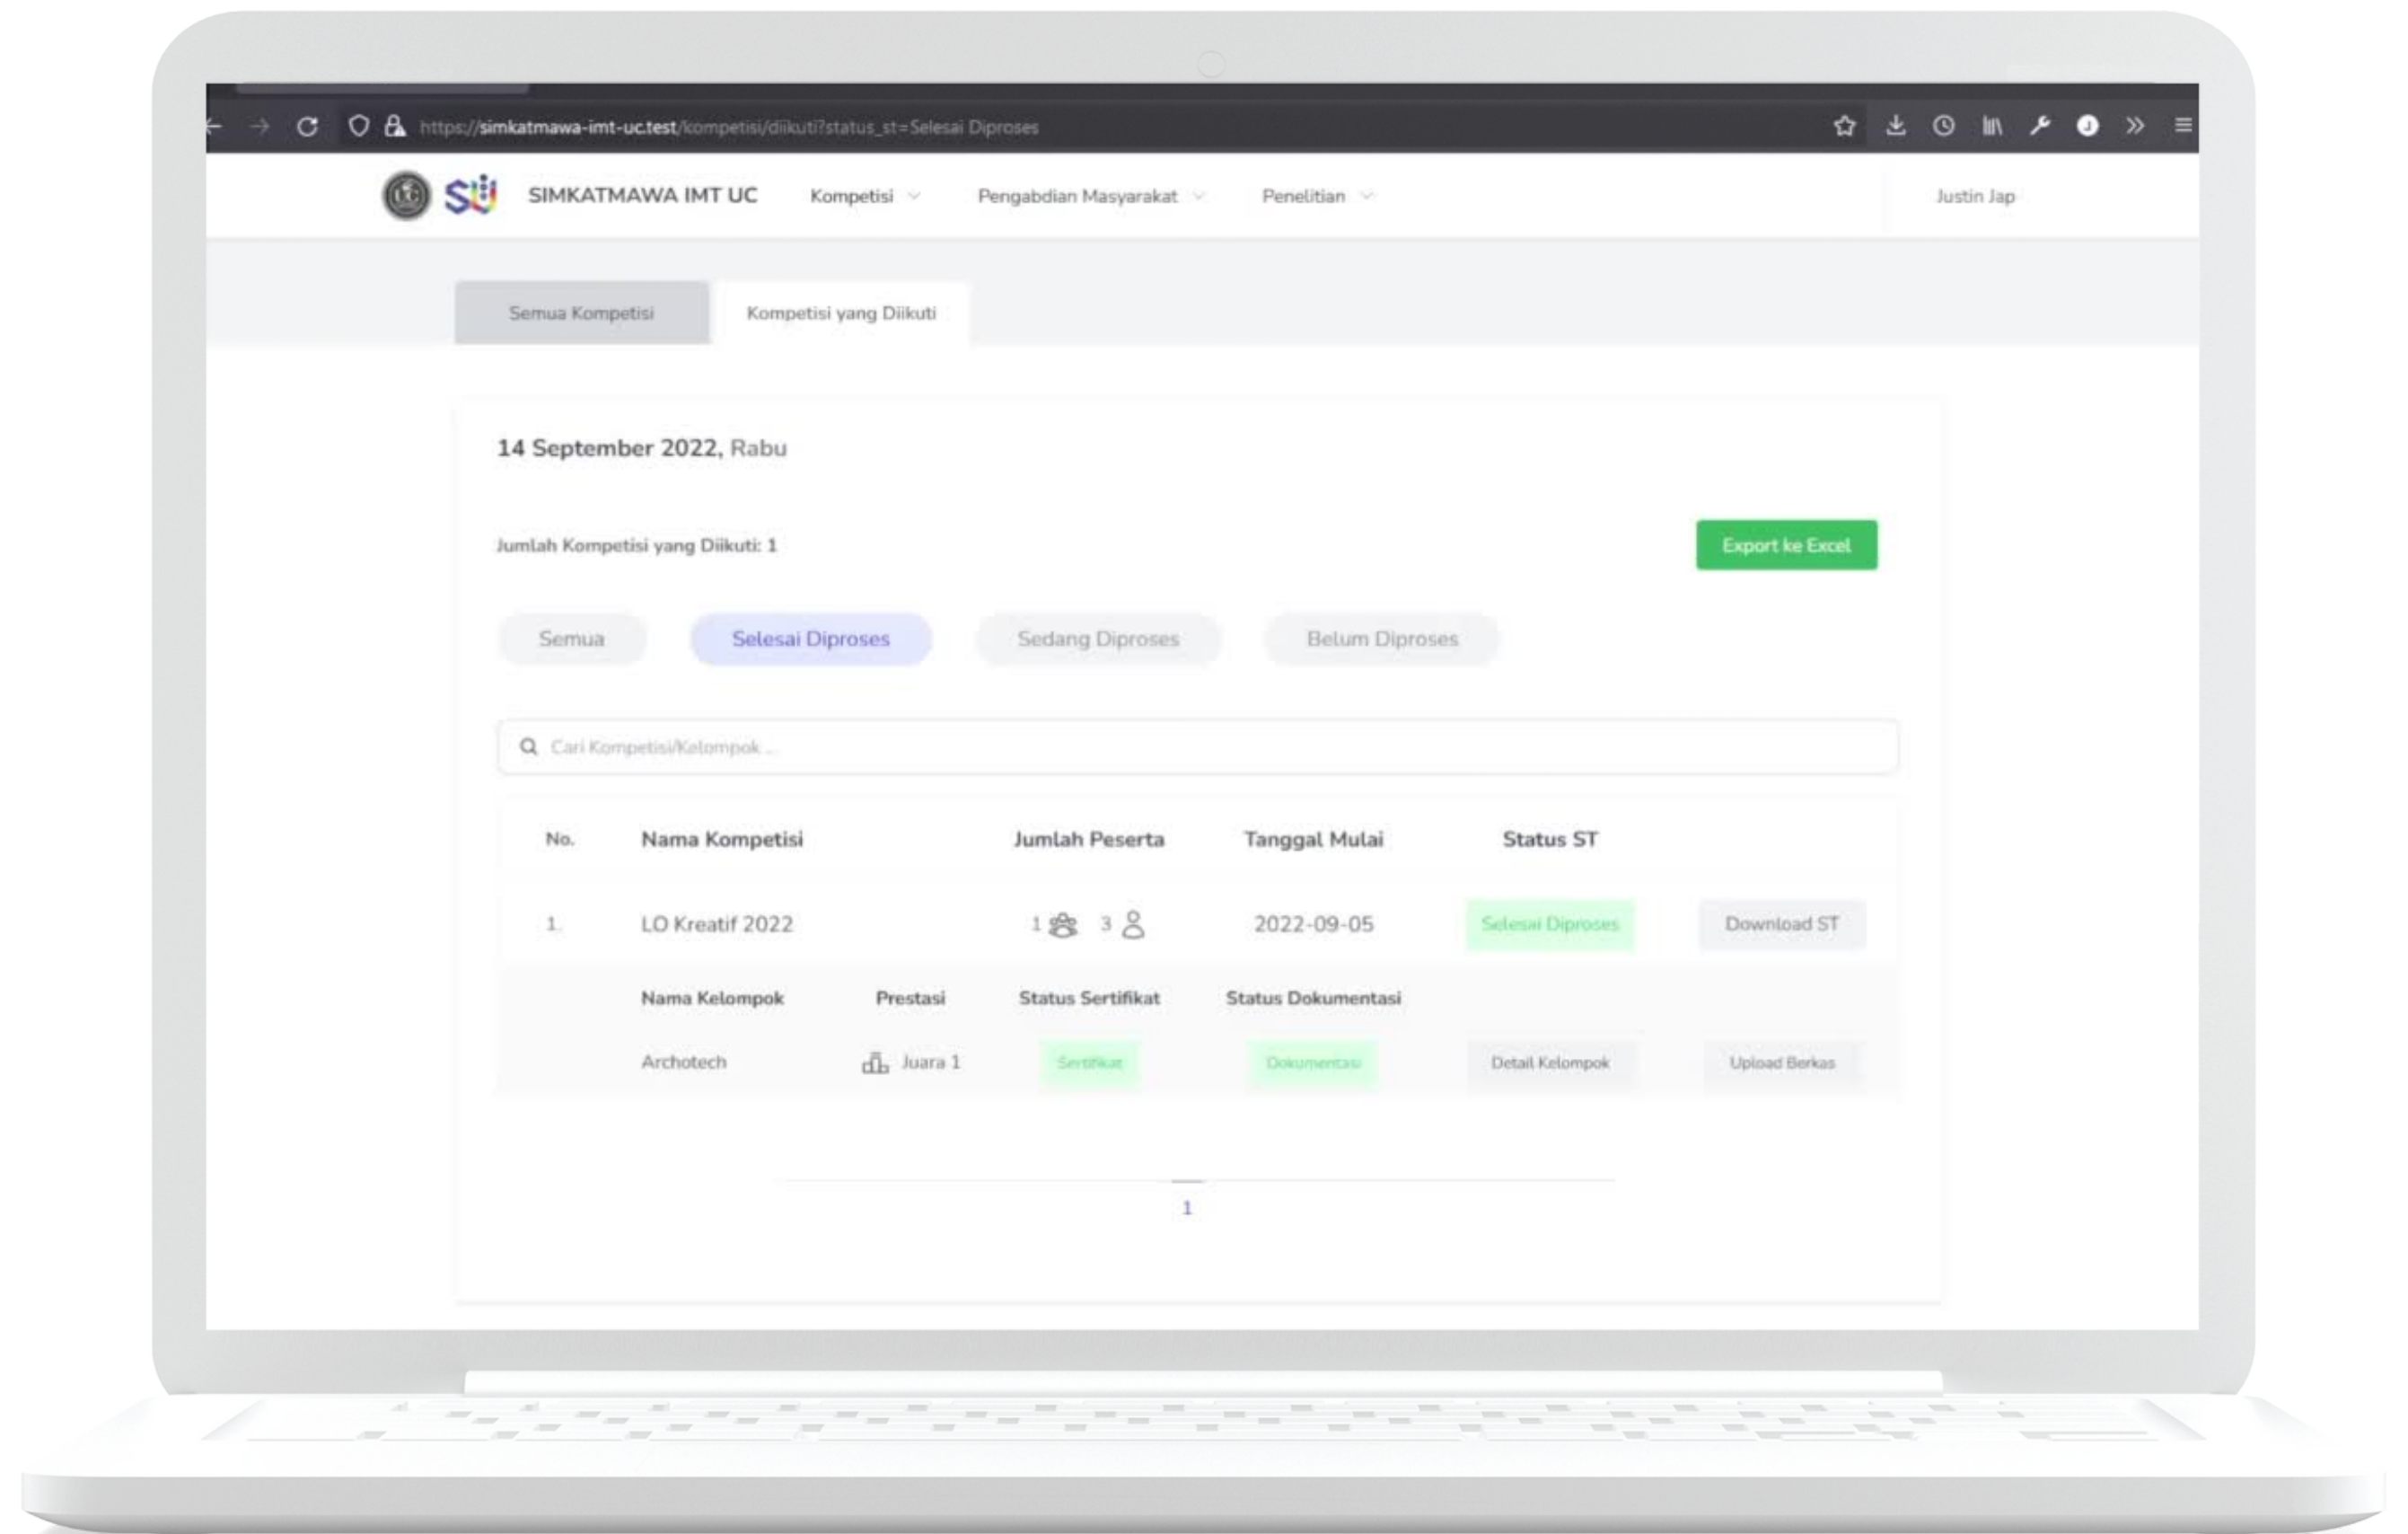 https://simkatmawa-imt-uc.test/kompetisi/diikuti?status_st=Selesai Diproses
UC SU SIMKATMAWA IMT UC Kompetisi Pengabdian Masyarakat Penelitian Justin Jap
Semua Kompetisi Kompetisi yang Diikuti
14 September 2022, Rabu
Jumlah Kompetisi yang Diikuti: 1 Export ke Excel
Semua Selesai Diproses Sedang Diproses Belum Diproses
Cari Kompetisi/Kelompok ...
No. Nama Kompetisi Jumlah Peserta Tanggal Mulai Status ST
1. LO Kreatif 2022 1 3 2022-09-05 Selesai Diproses Download ST
Nama Kelompok Prestasi Status Sertifikat Status Dokumentasi
Archotech Juara 1 Sertifikat Dokumentasi Detail Kelompok Upload Berkas
1